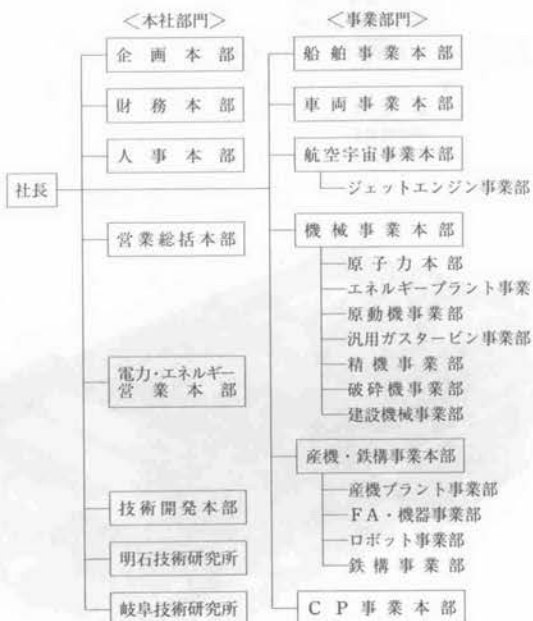 ＜本社部門＞
企画本部
財務本部
人事本部
社長
営業総括本部
電力・エネルギー
営業本部
技術開発本部
明石技術研究所
岐阜技術研究所
＜事業部門＞
船舶事業本部
車両事業本部
航空宇宙事業本部
ジェットエンジン事業部
機械事業本部
原子力本部
エネルギープラント事業
原動機事業部
汎用ガスタービン事業部
精機事業部
破砕機事業部
建設機械事業部
産機・鉄構事業本部
産機プラント事業部
FA・機器事業部
ロボット事業部
鉄構事業部
CP事業本部